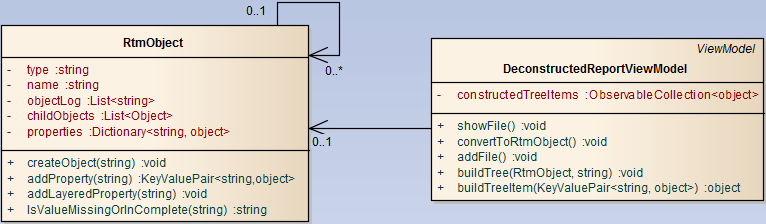 0..1
RtmObject
- type :string
- name :string
- objectLog :List<string>
- childObjects :List<Object>
- properties :Dictionary<string, object>
+ createObject(string) :void
+ addProperty(string) :KeyValuePair<string,object>
+ addLayeredProperty(string) :void
+ IsValueMissingOrInComplete(string) :string
0..*
0..1
ViewModel
DeconstructedReportViewModel
- constructedTreeItems :ObservableCollection<object>
+ showFile() :void
+ convertToRtmObject() :void
+ addFile() :void
+ buildTree(RtmObject, string) :void
+ buildTreeItem(KeyValuePair<string, object>) :object